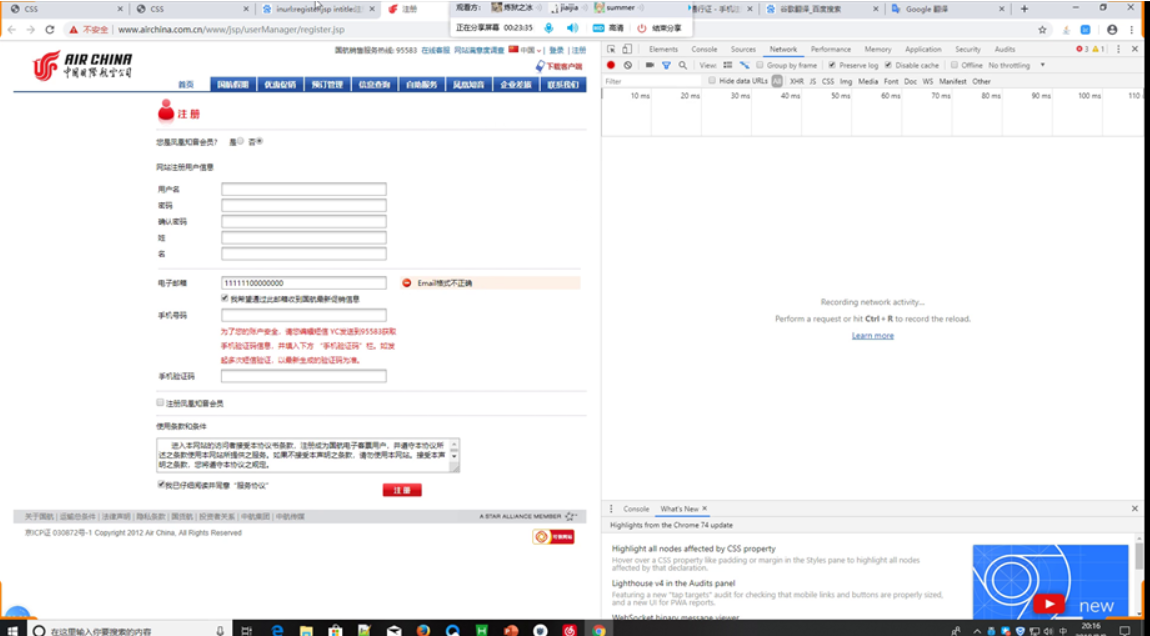 CSS
CSS
inurlregister.jsp intitle:注
注册
观看方:
炼狱之冰
jiajia
summer
正在分享屏幕 00:23:35
高清
结束分享
谷歌翻译_百度搜索
Google 翻译
不安全 | www.airchina.com.cn/www/jsp/userManager/register.jsp
国航销售服务热线: 95583 在线客服 网站满意度调查 中国 登录 | 注册
AIR CHINA
中国国际航空公司
下载客户端
首页 国航假期 优惠促销 预订管理 信息查询 自助服务 凤凰知音 企业差旅 联系我们
注 册
您是凤凰知音会员? 是 否
网站注册用户信息
用户名
密码
确认密码
姓
名
电子邮箱 11111100000000 Email格式不正确
我希望通过此邮箱收到国航最新促销信息
手机号码
为了您的账户安全，请您编辑短信 YC发送到95583获取
手机验证码信息，并填入下方 “手机验证码” 栏。如发
起多次短信验证，以最新生成的验证码为准。
手机验证码
注册凤凰知音会员
使用条款和条件
进入本网站的访问者接受本协议书条款，注册成为国航电子客票用户，并遵守本协议所
述之条款使用本网站所提供之服务。如果不接受本声明之条款，请勿使用本网站。接受本声
明之条款，您将遵守本协议之规定。
我已仔细阅读并同意 “服务协议”
注 册
关于国航 | 运输总条件 | 法律声明 | 隐私条款 | 国货航 | 投资者关系 | 中航集团 | 中航传媒
A STAR ALLIANCE MEMBER
京ICP证 030872号-1 Copyright 2012 Air China, All Rights Reserved
Elements Console Sources Network Performance Memory Application Security Audits 3 1
View: Group by frame Preserve log Disable cache Offline No throttling
Filter Hide data URLs All XHR JS CSS Img Media Font Doc WS Manifest Other
10 ms 20 ms 30 ms 40 ms 50 ms 60 ms 70 ms 80 ms 90 ms 100 ms 110
Recording network activity...
Perform a request or hit Ctrl + R to record the reload.
Learn more
Console What's New
Highlights from the Chrome 74 update
Highlight all nodes affected by CSS property
Hover over a CSS property like padding or margin in the Styles pane to highlight all nodes
affected by that declaration.
Lighthouse v4 in the Audits panel
Featuring a new "tap targets" audit for checking that mobile links and buttons are properly sized,
and a new UI for PWA reports.
WebSocket binary message viewer
new
在这里输入你要搜索的内容
中
20:16